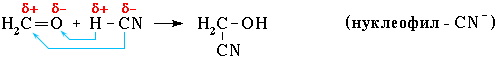 δ+ δ– δ+ δ–
H₂C=O + H–CN ⟶ H₂C–OH (нуклеофил - CN⁻)
CN